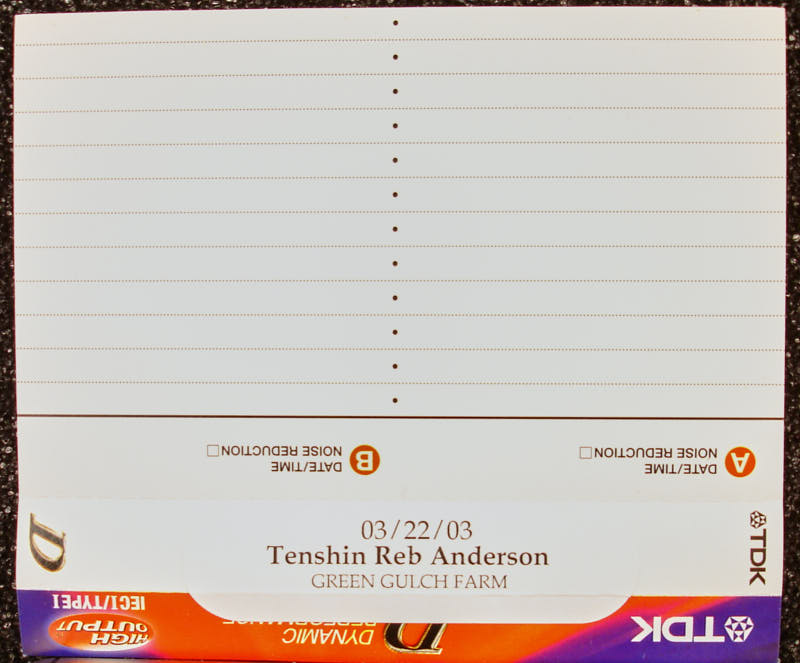 A DATE/TIME
NOISE REDUCTION
B DATE/TIME
NOISE REDUCTION
D
03/22/03
Tenshin Reb Anderson
GREEN GULCH FARM
TDK
TDK
D DYNAMIC
PERFORMANCE
HIGH
OUTPUT
IECI/TYPE I